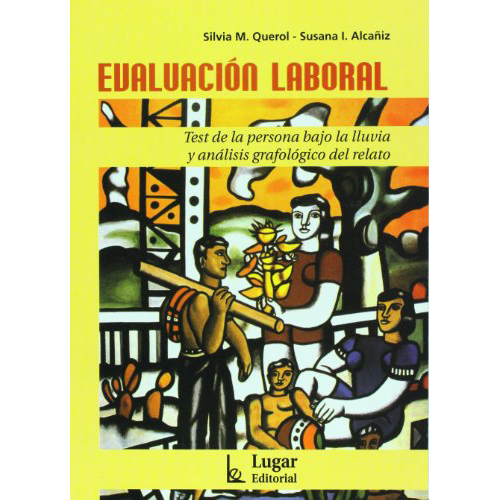 Silvia M. Querol - Susana I. Alcañiz
EVALUACIÓN LABORAL
Test de la persona bajo la lluvia
y análisis grafológico del relato
Lugar
Editorial